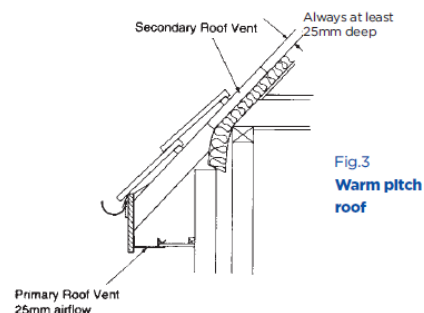 Secondary Roof Vent
Always at least
25mm deep
Fig.3
Warm pitch
roof
Primary Roof Vent
25mm airflow